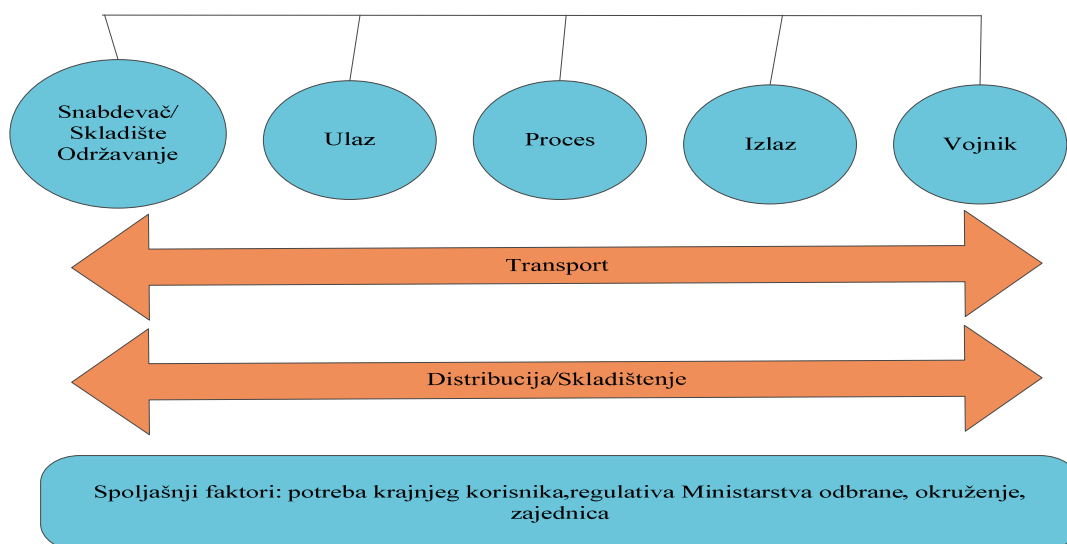 Snabdevač/
Skladište
Održavanje
Ulaz
Proces
Izlaz
Vojnik
Transport
Distribucija/Skladištenje
Spoljašnji faktori: potreba krajnjeg korisnika,regulativa Ministarstva odbrane, okruženje,
zajednica